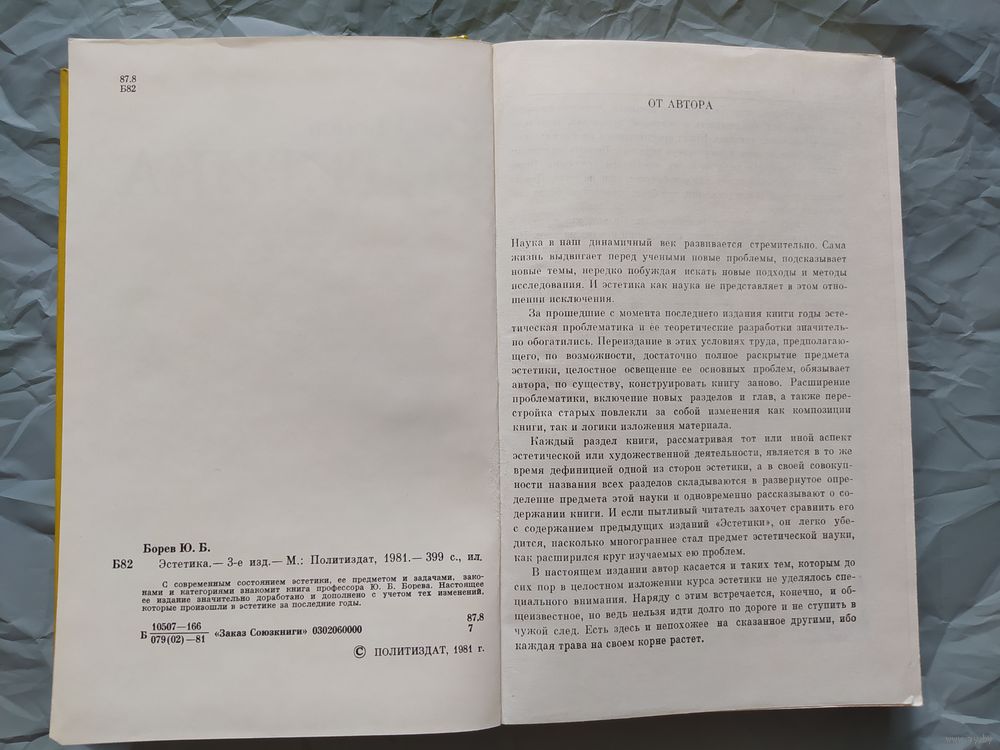 87.8
Б82
Борев Ю. Б.
Б82 Эстетика.— 3-е изд.— М.: Политиздат, 1981.— 399 с., ил.
С современным состоянием эстетики, ее предметом и задачами, зако-
нами и категориями знакомит книга профессора Ю. Б. Борева. Настоящее
ее издание значительно доработано и дополнено с учетом тех изменений,
которые произошли в эстетике за последние годы.
Б 10507—166
079(02)—81 «Заказ Союзкниги» 0302060000
87.8
7
© ПОЛИТИЗДАТ, 1981 г.
ОТ АВТОРА
Наука в наш динамичный век развивается стремительно. Сама
жизнь выдвигает перед учеными новые проблемы, подсказывает
новые темы, нередко побуждая искать новые подходы и методы
исследования. И эстетика как наука не представляет в этом отно-
шении исключения.
За прошедшие с момента последнего издания книги годы эсте-
тическая проблематика и ее теоретические разработки значитель-
но обогатились. Переиздание в этих условиях труда, предполагаю-
щего, по возможности, достаточно полное раскрытие предмета
эстетики, целостное освещение ее основных проблем, обязывает
автора, по существу, конструировать книгу заново. Расширение
проблематики, включение новых разделов и глав, а также пере-
стройка старых повлекли за собой изменения как композиции
книги, так и логики изложения материала.
Каждый раздел книги, рассматривая тот или иной аспект
эстетической или художественной деятельности, является в то же
время дефиницией одной из сторон эстетики, а в своей совокуп-
ности названия всех разделов складываются в развернутое опре-
деление предмета этой науки и одновременно рассказывают о со-
держании книги. И если пытливый читатель захочет сравнить его
с содержанием предыдущих изданий «Эстетики», он легко убе-
дится, насколько многограннее стал предмет эстетической науки,
как расширился круг изучаемых ею проблем.
В настоящем издании автор касается и таких тем, которым до
сих пор в целостном изложении курса эстетики не уделялось спе-
циального внимания. Наряду с этим встречается, конечно, и об-
щеизвестное, но ведь нельзя идти долго по дороге и не ступить в
чужой след. Есть здесь и непохожее на сказанное другими, ибо
каждая трава на своем корне растет.